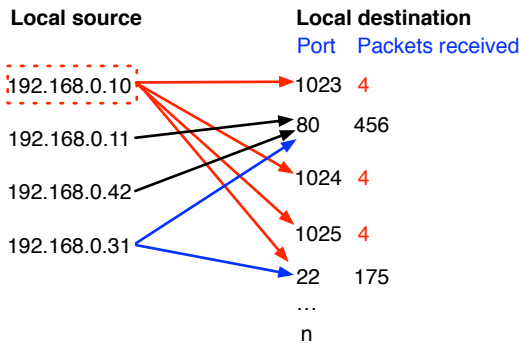 Local source Local destination
Port Packets received
192.168.0.10 1023 4
192.168.0.11 80 456
192.168.0.42 1024 4
192.168.0.31 1025 4
22 175
...
n